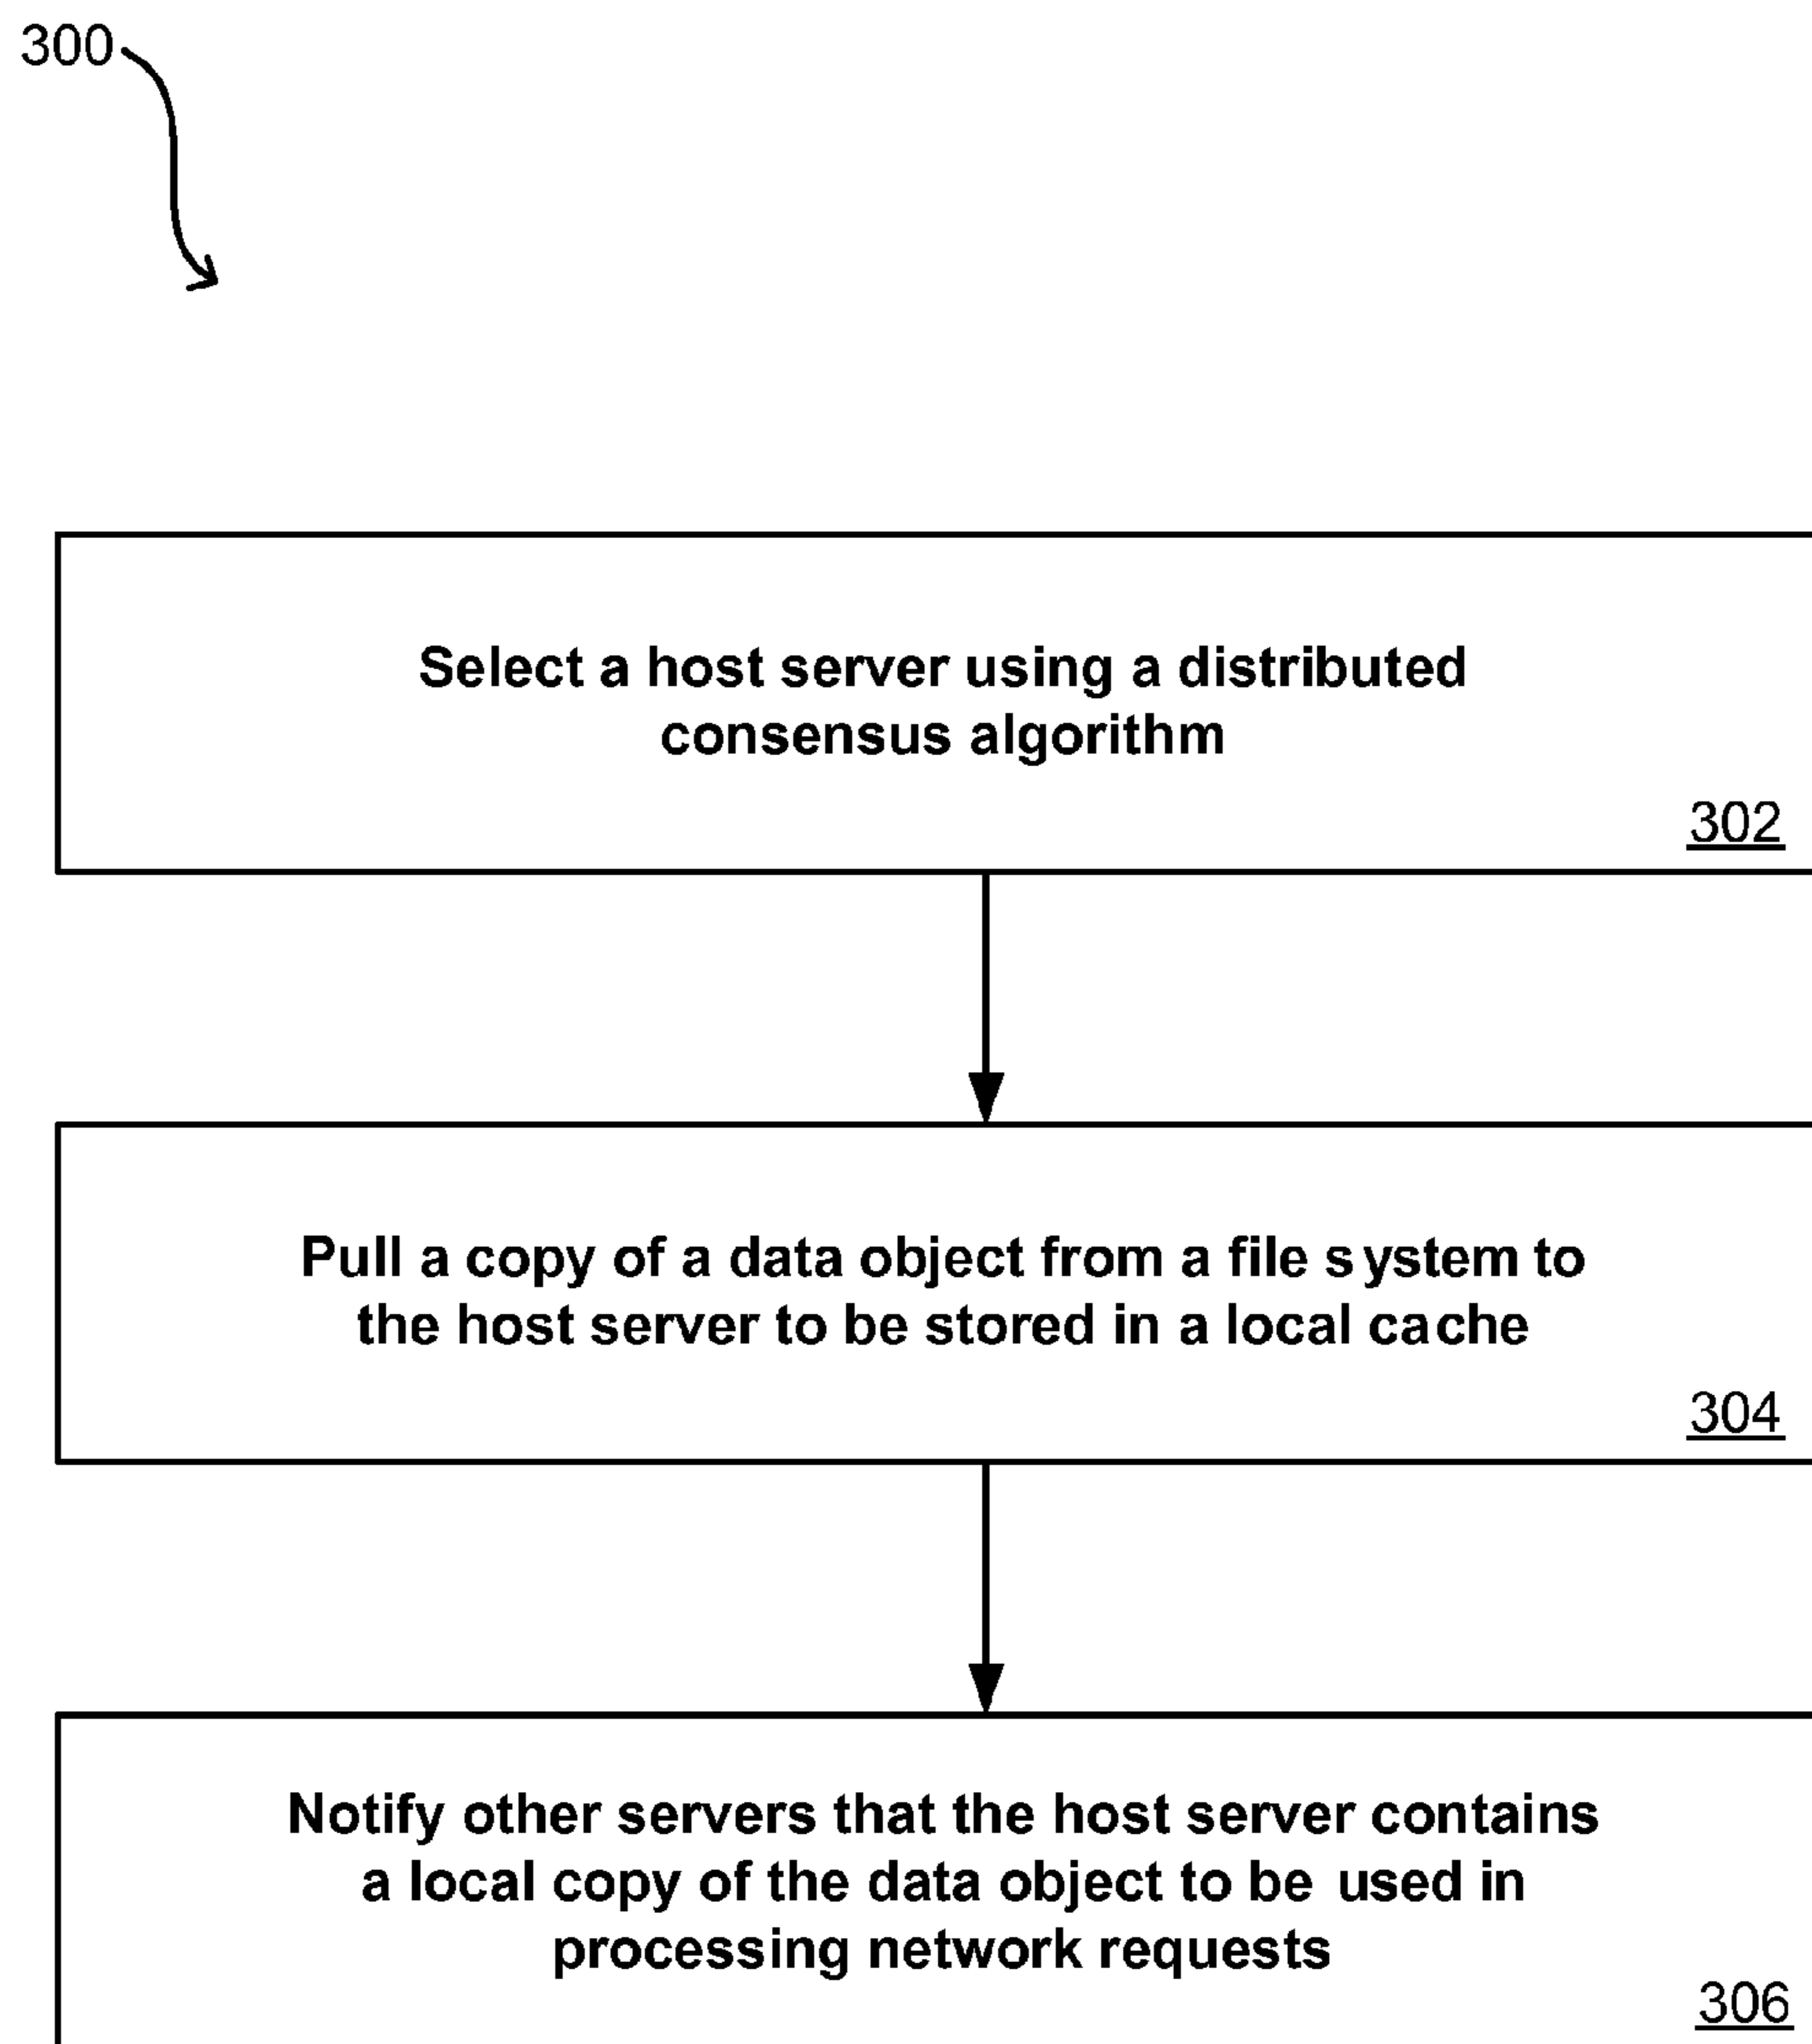 300
Select a host server using a distributed
consensus algorithm
302
Pull a copy of a data object from a file system to
the host server to be stored in a local cache
304
Notify other servers that the host server contains
a local copy of the data object to be used in
processing network requests
306